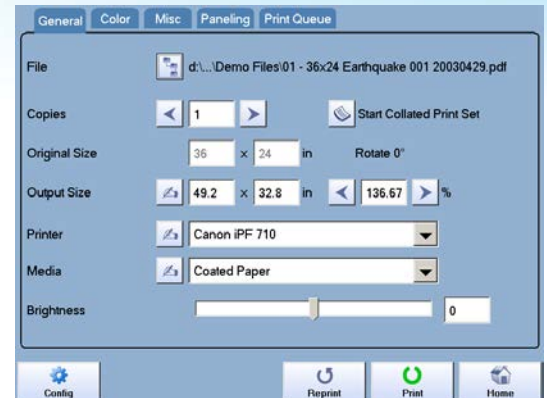 General Color Misc Paneling Print Queue
File d:\...\Demo Files\01 - 36x24 Earthquake 001 20030429.pdf
Copies 1 Start Collated Print Set
Original Size 36 x 24 in Rotate 0°
Output Size 49.2 x 32.8 in 136.67 %
Printer Canon iPF 710
Media Coated Paper
Brightness 0
Config Reprint Print Home